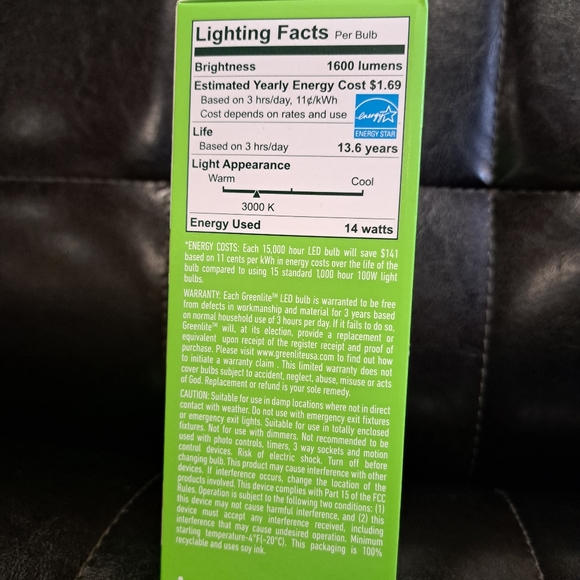 Lighting Facts Per Bulb
Brightness 1600 lumens
Estimated Yearly Energy Cost $1.69
Based on 3 hrs/day, 11¢/kWh
Cost depends on rates and use
energy
ENERGY STAR
Life
Based on 3 hrs/day 13.6 years
Light Appearance
Warm Cool
3000 K
Energy Used 14 watts
*ENERGY COSTS: Each 15,000 hour LED bulb will save $141
based on 11 cents per kWh in energy costs over the life of the
bulb compared to using 15 standard 1,000 hour 100W light
bulbs.
WARRANTY: Each Greenlite™ LED bulb is warranted to be free
from defects in workmanship and material for 3 years based
on normal household use of 3 hours per day. If it fails to do so,
Greenlite™ will, at its election, provide a replacement or
equivalent upon receipt of the register receipt and proof of
purchase. Please visit www.greenliteusa.com to find out how
to initiate a warranty claim . This limited warranty does not
cover bulbs subject to accident, neglect, abuse, misuse or acts
of God. Replacement or refund is your sole remedy.
CAUTION: Suitable for use in damp locations where not in direct
contact with weather. Do not use with emergency exit fixtures
or emergency exit lights. Suitable for use in totally enclosed
fixtures. Not for use with dimmers. Not recommended to be
used with photo controls, timers, 3 way sockets and motion
control devices. Risk of electric shock. Turn off before
changing bulb. This product may cause interference with other
devices. If interference occurs, change the location of the
products involved. This device complies with Part 15 of the FCC
Rules. Operation is subject to the following two conditions: (1)
this device may not cause harmful interference, and (2) this
device must accept any interference received, including
interference that may cause undesired operation. Minimum
starting temperature-4°F(-20°C). This packaging is 100%
recyclable and uses soy ink.